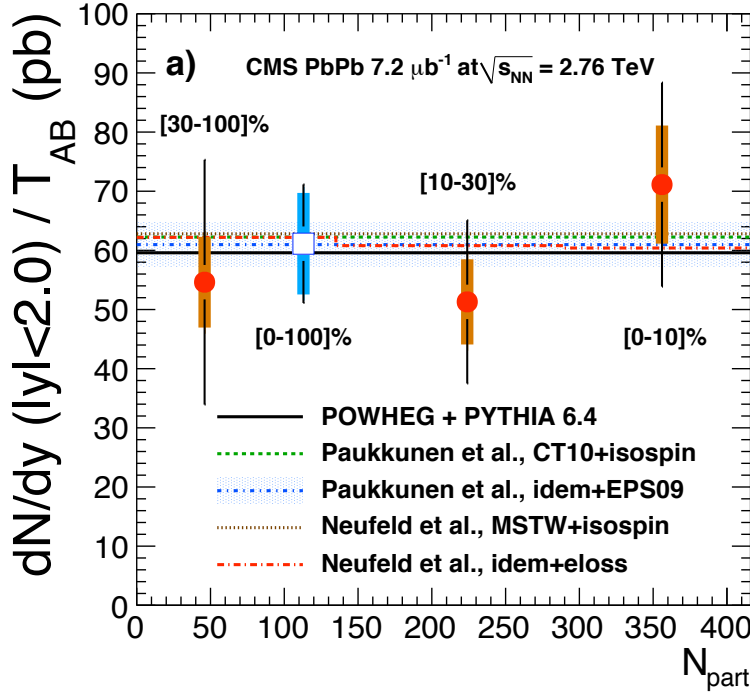 dN/dy (|y|<2.0) / T_AB (pb)
100
90
80
70
60
50
40
30
20
10
0
a) CMS PbPb 7.2 μb⁻¹ at √s_NN = 2.76 TeV
[30-100]%
[10-30]%
[0-100]%
[0-10]%
POWHEG + PYTHIA 6.4
Paukkunen et al., CT10+isospin
Paukkunen et al., idem+EPS09
Neufeld et al., MSTW+isospin
Neufeld et al., idem+eloss
0 50 100 150 200 250 300 350 400
N_part